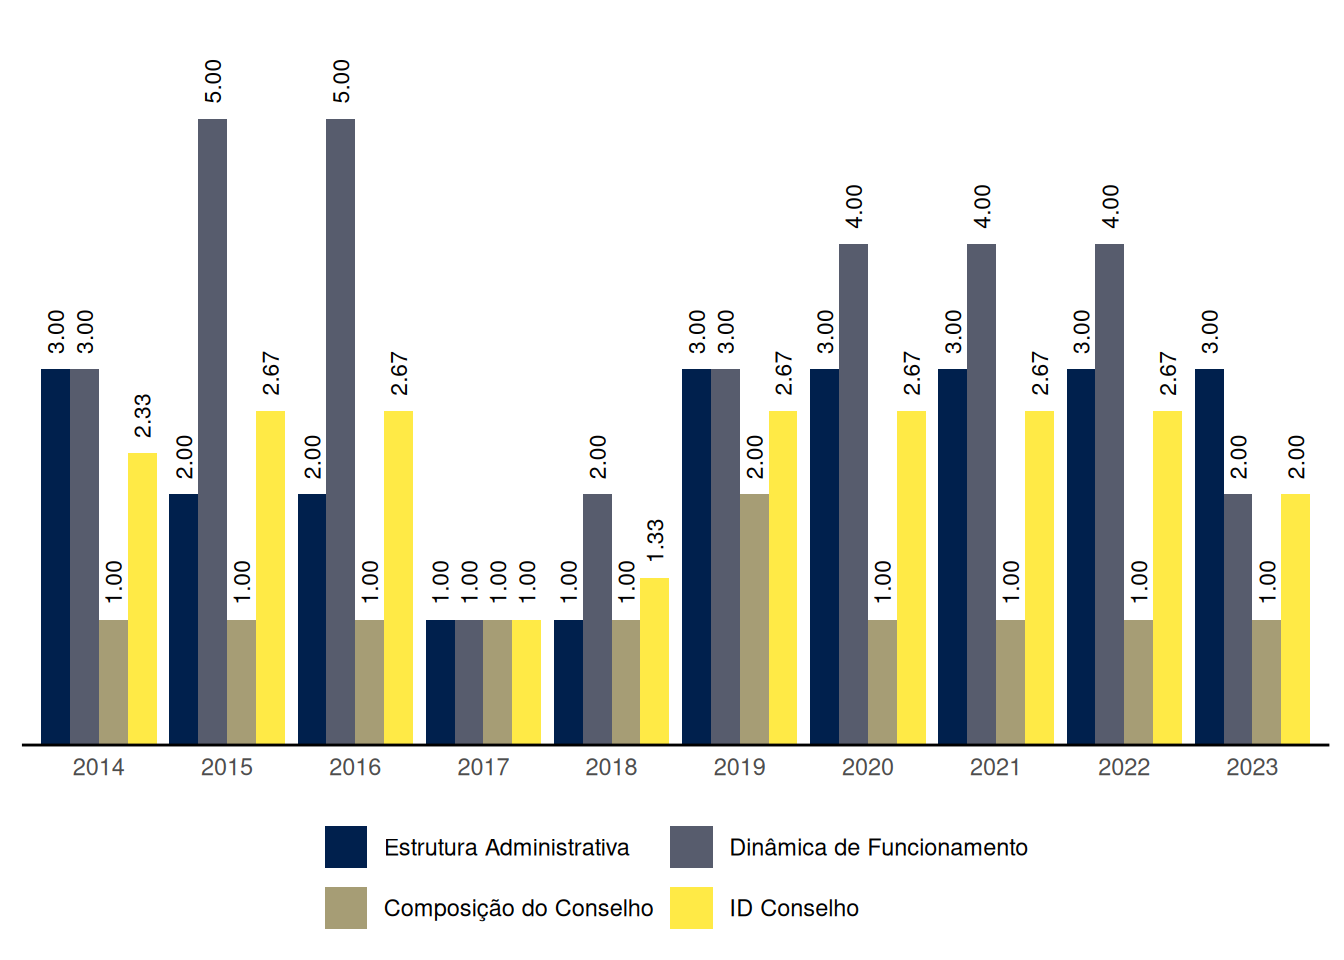 5.00 5.00
4.00 4.00 4.00
3.00 3.00 3.00 3.00 3.00 3.00 3.00 3.00
2.67 2.67 2.67 2.67 2.67 2.67
2.33
2.00 2.00 2.00 2.00 2.00 2.00
1.33
1.00 1.00 1.00 1.00 1.00 1.00 1.00 1.00 1.00 1.00 1.00 1.00 1.00
2014 2015 2016 2017 2018 2019 2020 2021 2022 2023
Estrutura Administrativa Dinâmica de Funcionamento
Composição do Conselho ID Conselho